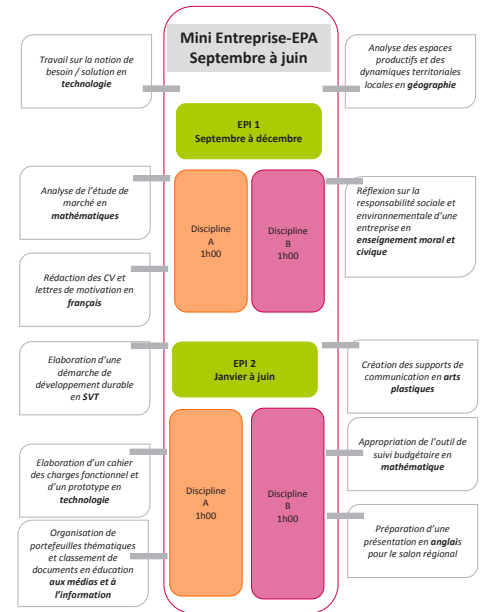 Mini Entreprise-EPA
Septembre à juin
Travail sur la notion de
besoin / solution en
technologie
Analyse des espaces
productifs et des
dynamiques territoriales
locales en géographie
EPI 1
Septembre à décembre
Analyse de l'étude de
marché en
mathématiques
Discipline
A
1h00
Discipline
B
1h00
Réflexion sur la
responsabilité sociale et
environnementale d'une
entreprise en
enseignement moral et
civique
Rédaction des CV et
lettres de motivation en
français
Elaboration d'une
démarche de
développement durable
en SVT
EPI 2
Janvier à juin
Création des supports de
communication en arts
plastiques
Elaboration d'un cahier
des charges fonctionnel et
d'un prototype en
technologie
Discipline
A
1h00
Discipline
B
1h00
Appropriation de l'outil de
suivi budgétaire en
mathématique
Organisation de
portefeuilles thématiques
et classement de
documents en éducation
aux médias et à
l'information
Préparation d'une
présentation en anglais
pour le salon régional